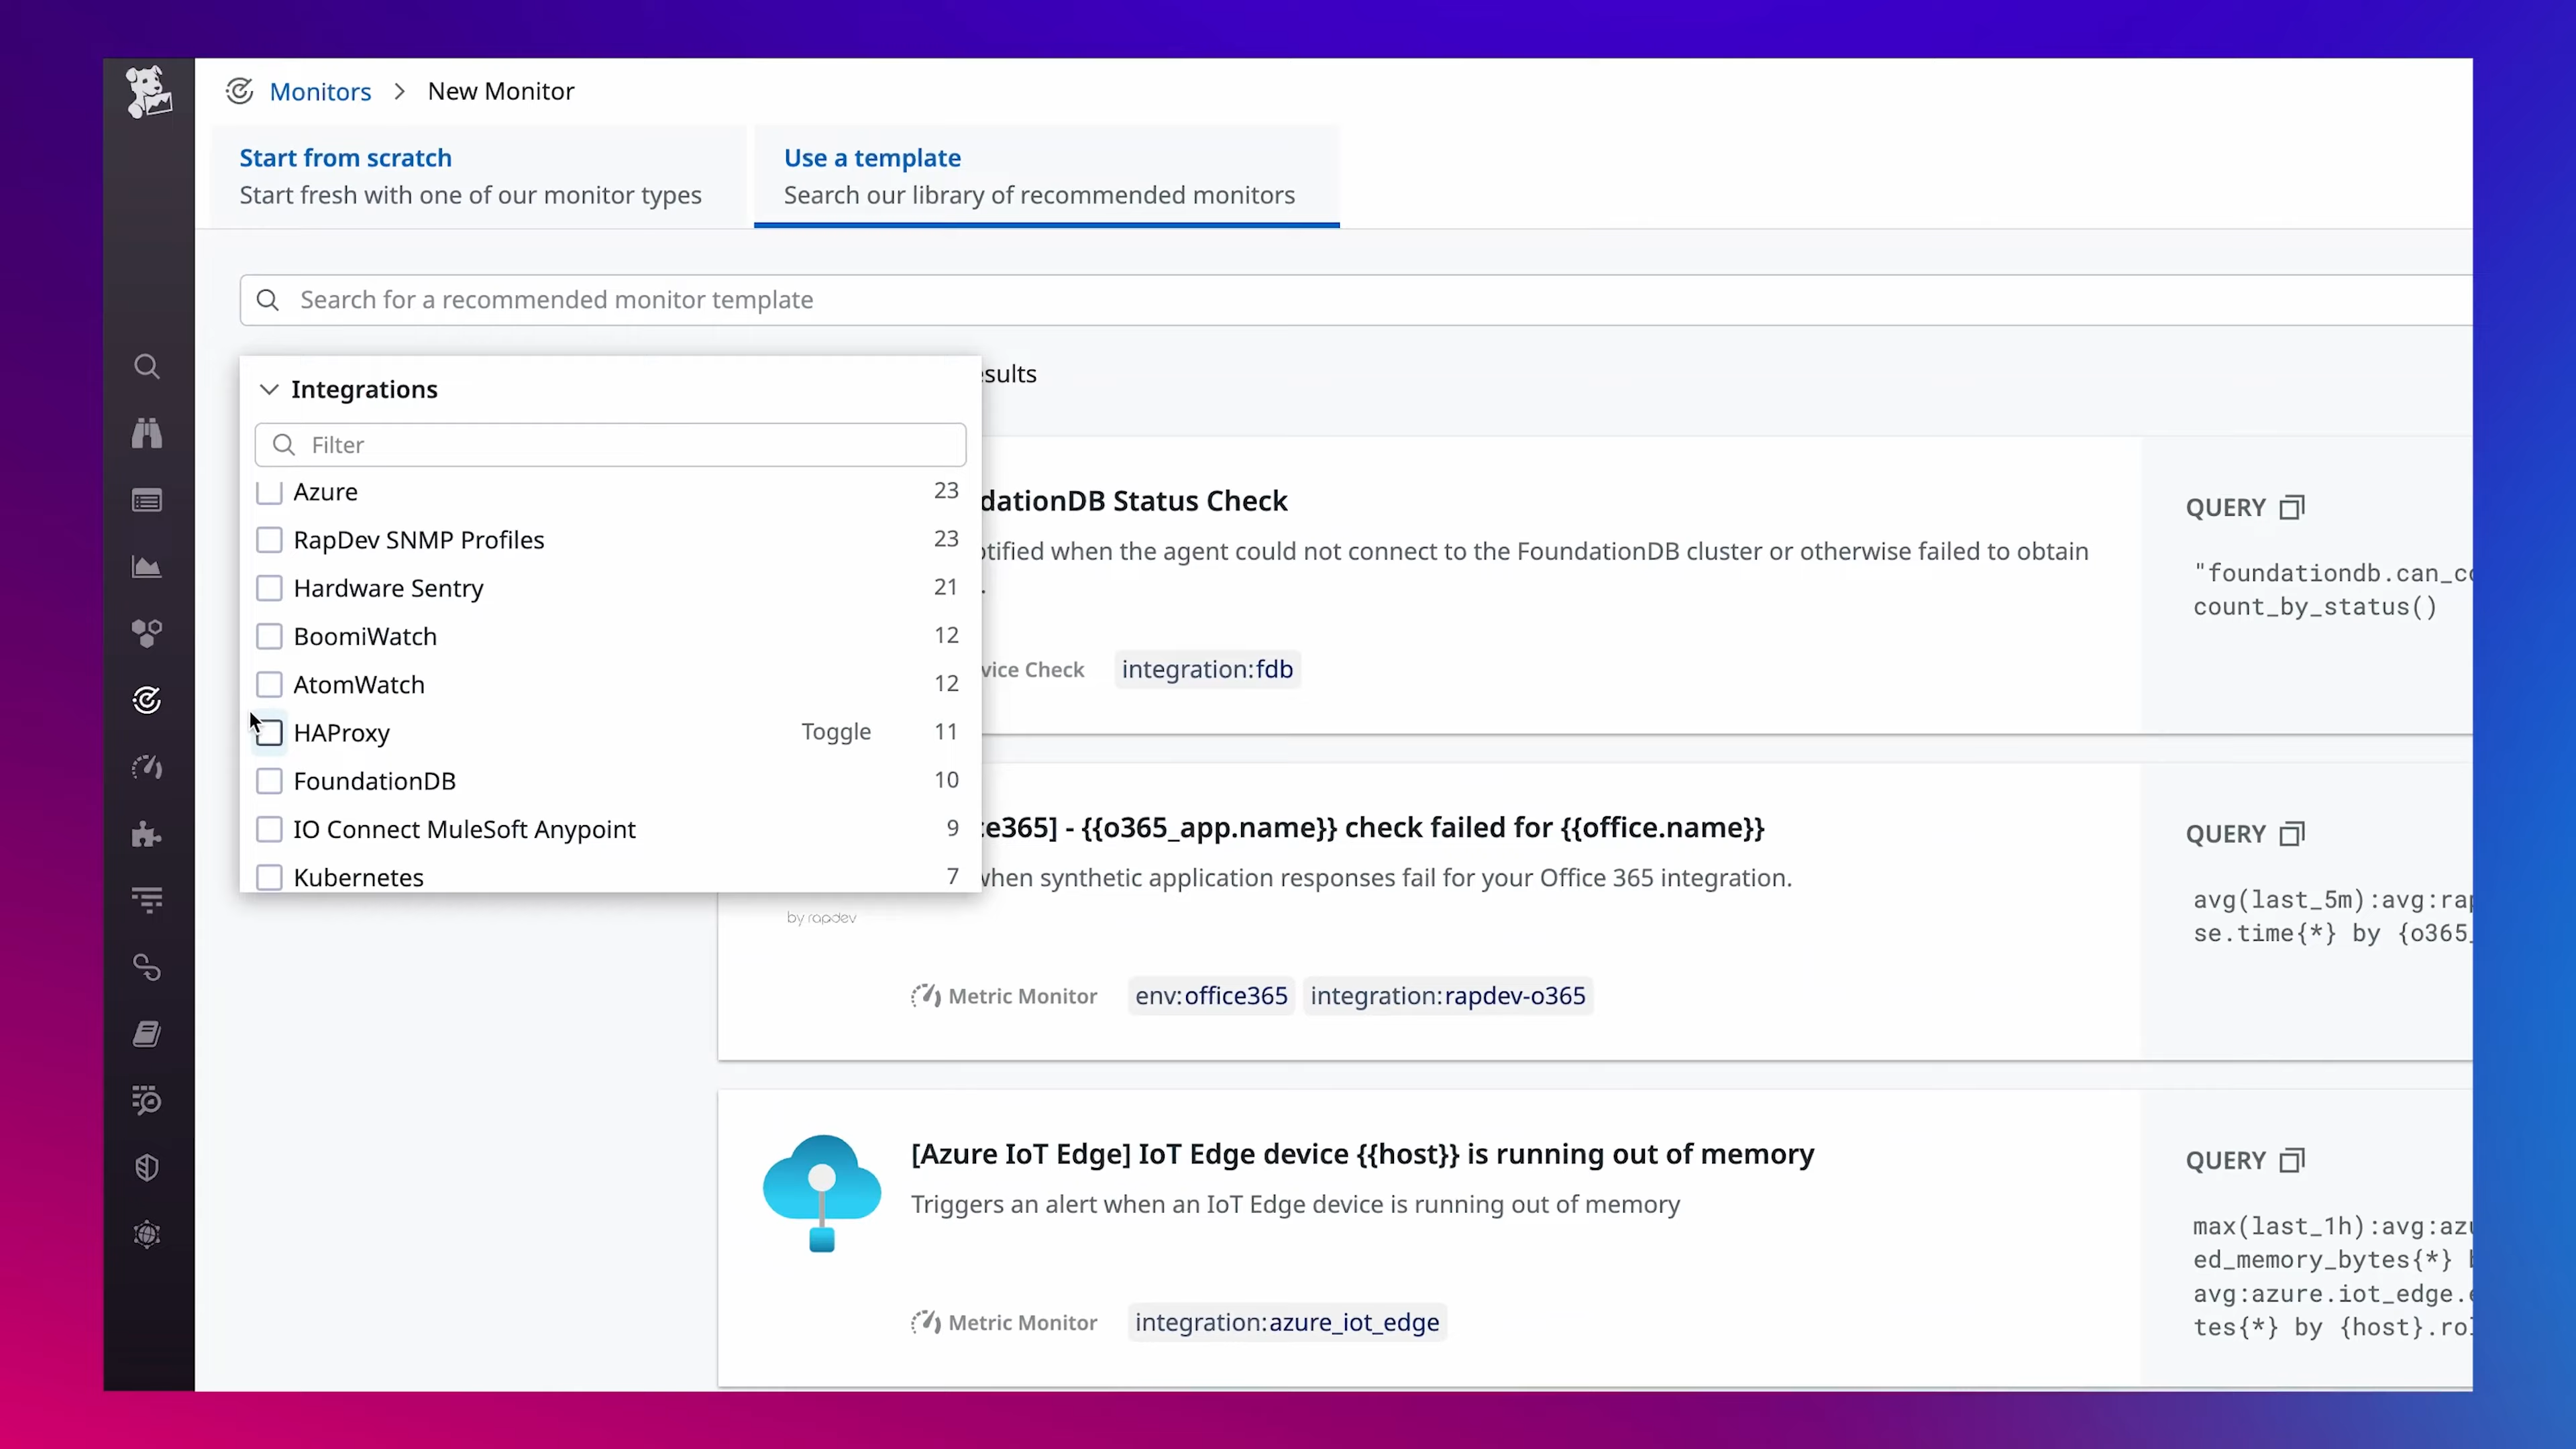 Monitors > New Monitor
Start from scratch
Start fresh with one of our monitor types
Use a template
Search our library of recommended monitors
Search for a recommended monitor template
Integrations
Filter
Azure 23
RapDev SNMP Profiles 23
Hardware Sentry 21
BoomiWatch 12
AtomWatch 12
HAProxy Toggle 11
FoundationDB 10
IO Connect MuleSoft Anypoint 9
Kubernetes 7
esults
dationDB Status Check
otified when the agent could not connect to the FoundationDB cluster or otherwise failed to obtain
.
vice Check integration:fdb
QUERY
"foundationdb.can_co
count_by_status()
ce365] - {{o365_app.name}} check failed for {{office.name}}
when synthetic application responses fail for your Office 365 integration.
by rapdev
Metric Monitor env:office365 integration:rapdev-o365
QUERY
avg(last_5m):avg:rap
se.time{*} by {o365_
[Azure IoT Edge] IoT Edge device {{host}} is running out of memory
Triggers an alert when an IoT Edge device is running out of memory
Metric Monitor integration:azure_iot_edge
QUERY
max(last_1h):avg:azu
ed_memory_bytes{*} b
avg:azure.iot_edge.e
tes{*} by {host}.rol